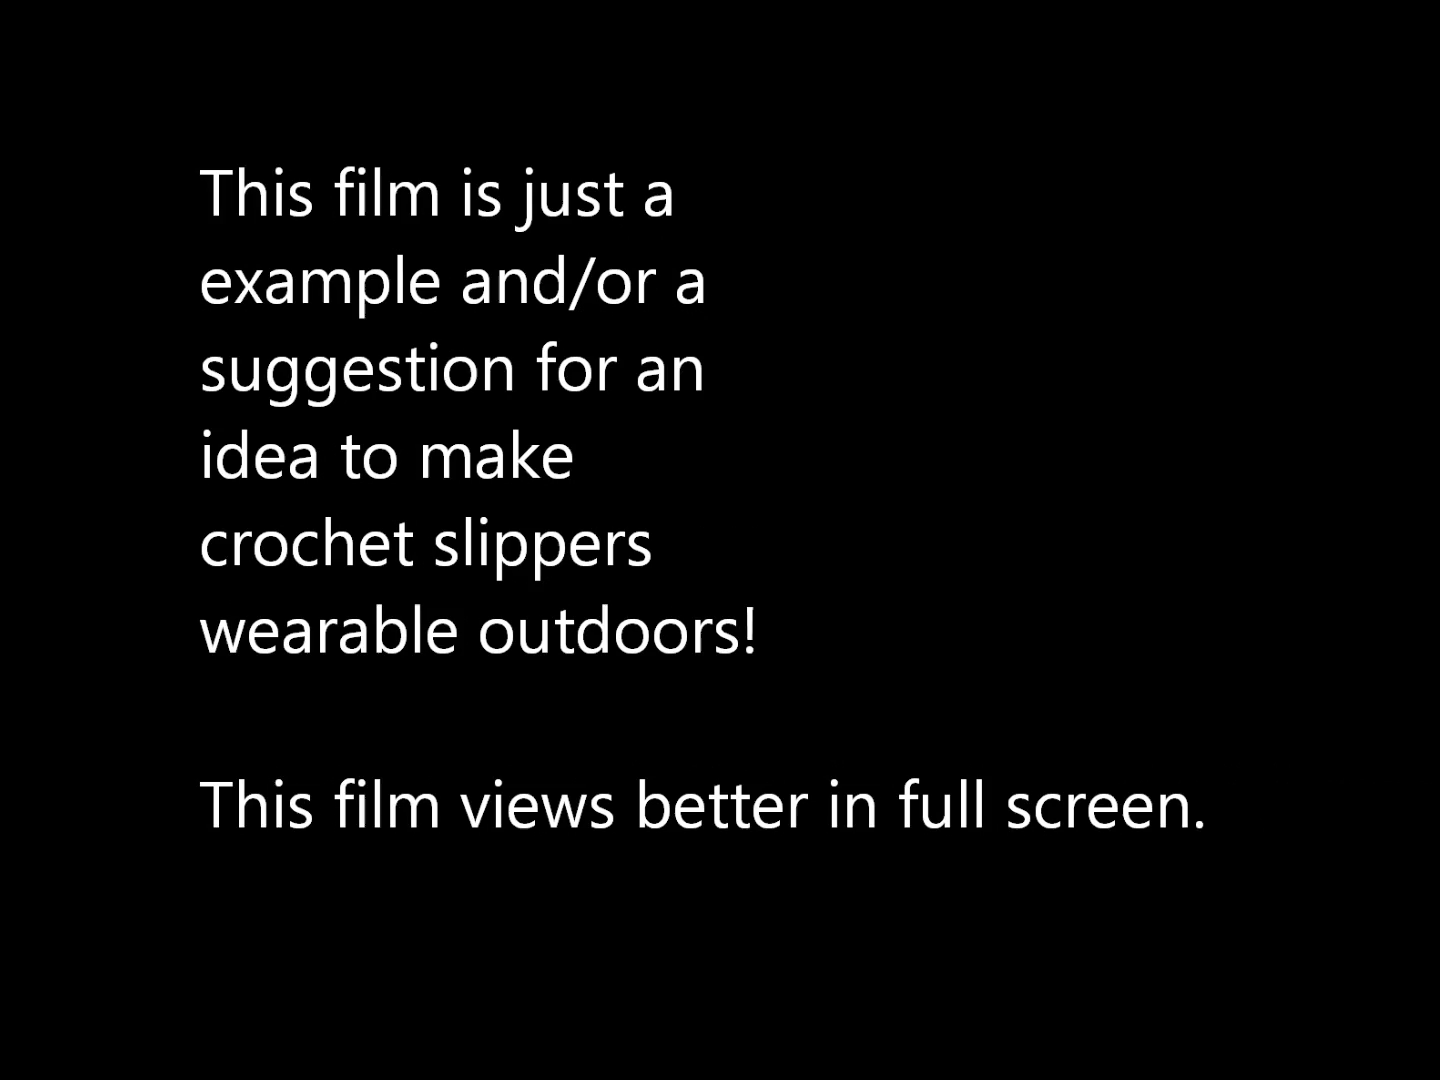 This film is just a
example and/or a
suggestion for an
idea to make
crochet slippers
wearable outdoors!
This film views better in full screen.